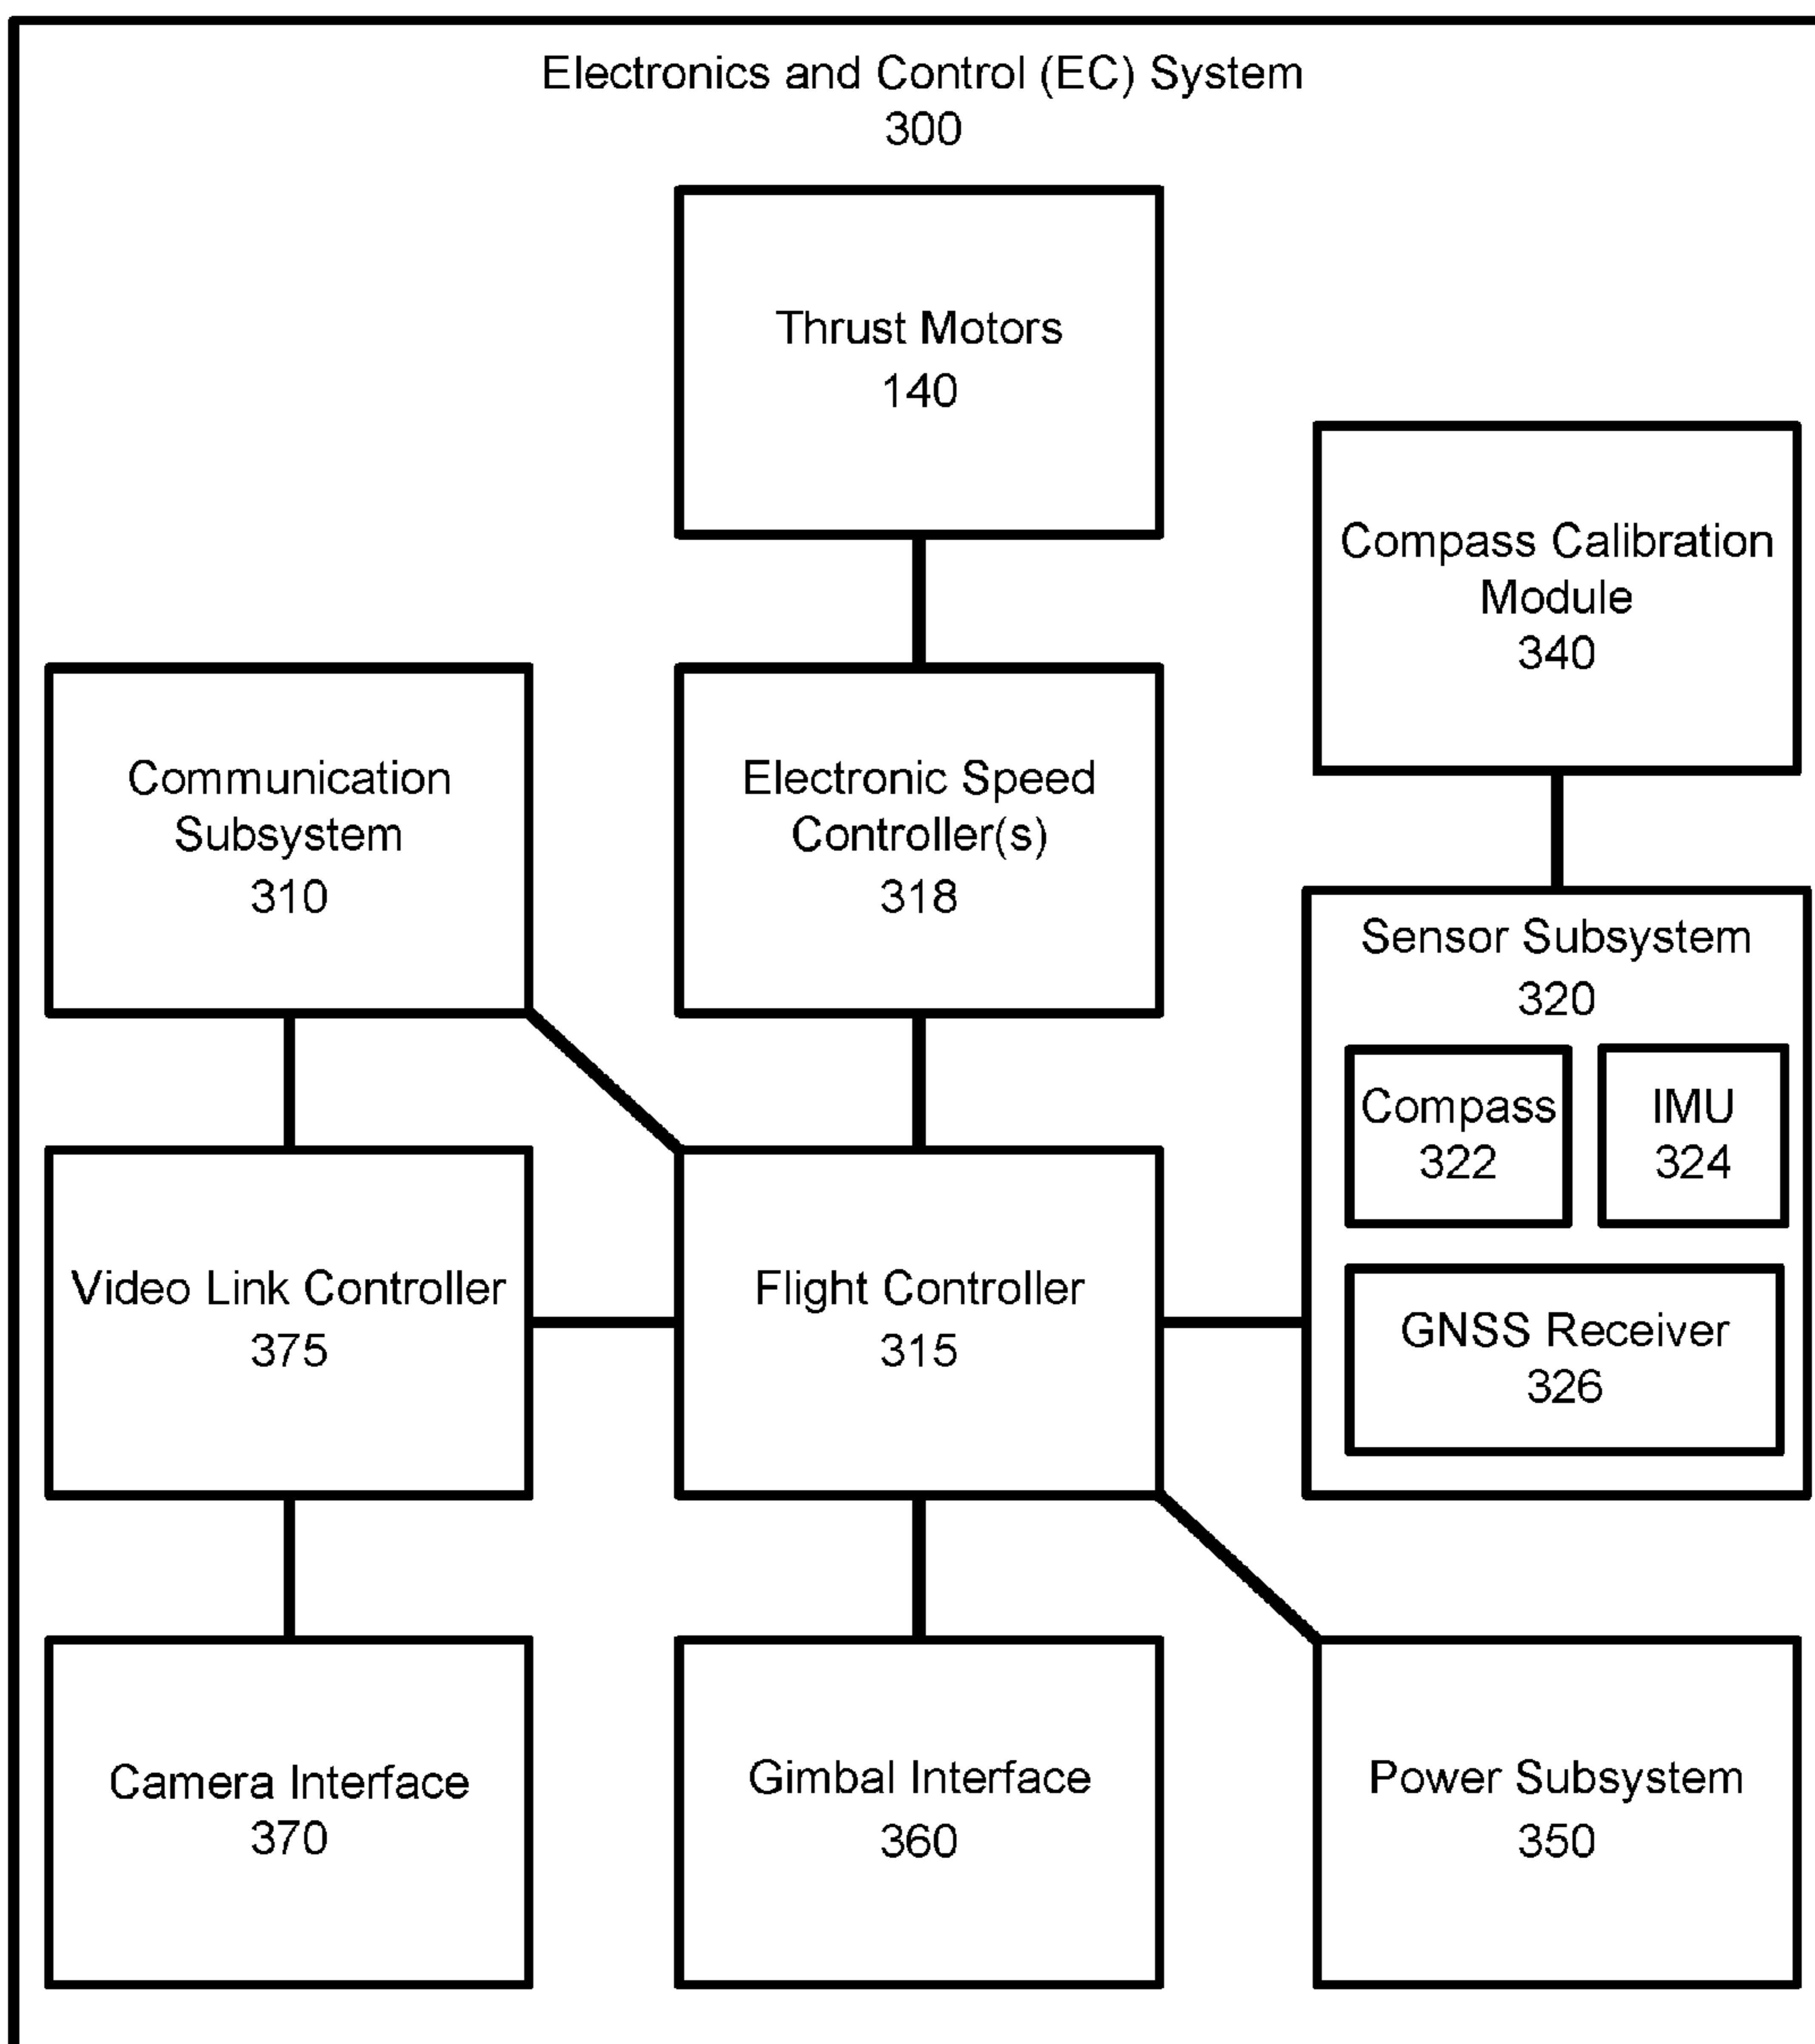 Electronics and Control (EC) System
300
Thrust Motors
140
Compass Calibration
Module
340
Communication
Subsystem
310
Electronic Speed
Controller(s)
318
Sensor Subsystem
320
Compass
322
IMU
324
Video Link Controller
375
Flight Controller
315
GNSS Receiver
326
Camera Interface
370
Gimbal Interface
360
Power Subsystem
350